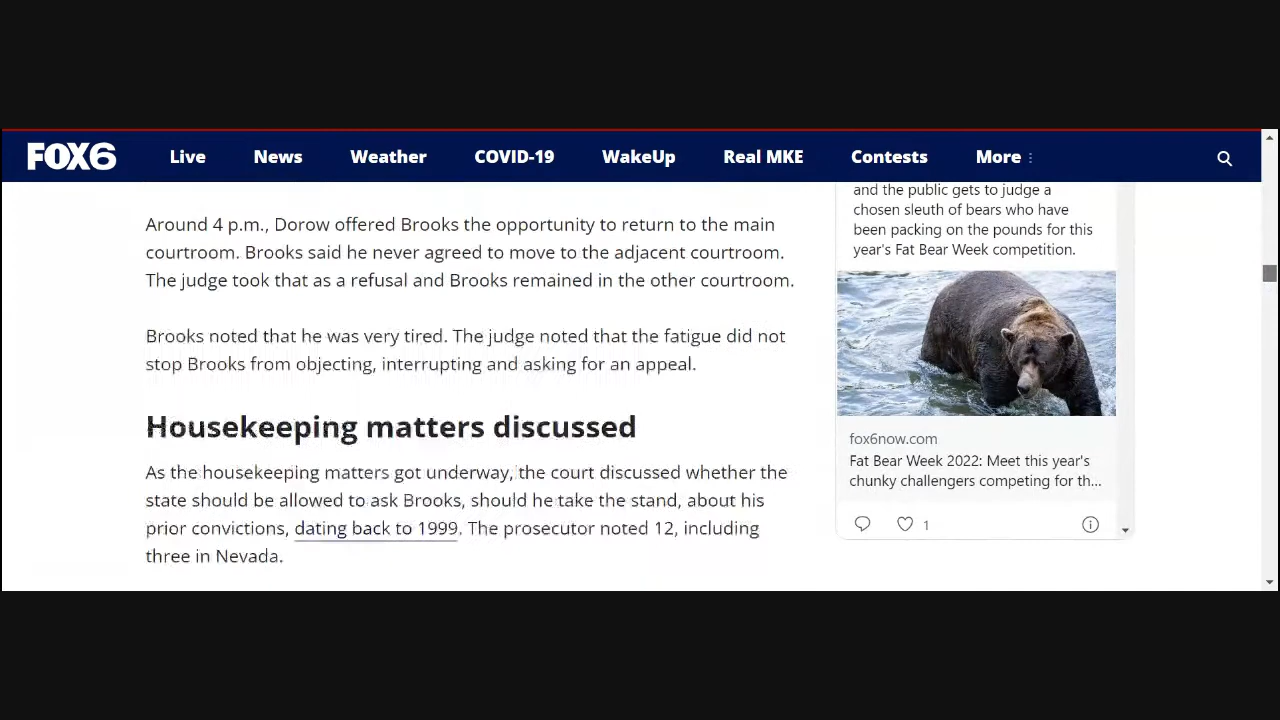 FOX6 Live News Weather COVID-19 WakeUp Real MKE Contests More
Around 4 p.m., Dorow offered Brooks the opportunity to return to the main
courtroom. Brooks said he never agreed to move to the adjacent courtroom.
The judge took that as a refusal and Brooks remained in the other courtroom.
Brooks noted that he was very tired. The judge noted that the fatigue did not
stop Brooks from objecting, interrupting and asking for an appeal.
Housekeeping matters discussed
As the housekeeping matters got underway, the court discussed whether the
state should be allowed to ask Brooks, should he take the stand, about his
prior convictions, dating back to 1999. The prosecutor noted 12, including
three in Nevada.
and the public gets to judge a
chosen sleuth of bears who have
been packing on the pounds for this
year's Fat Bear Week competition.
fox6now.com
Fat Bear Week 2022: Meet this year's
chunky challengers competing for th...
1